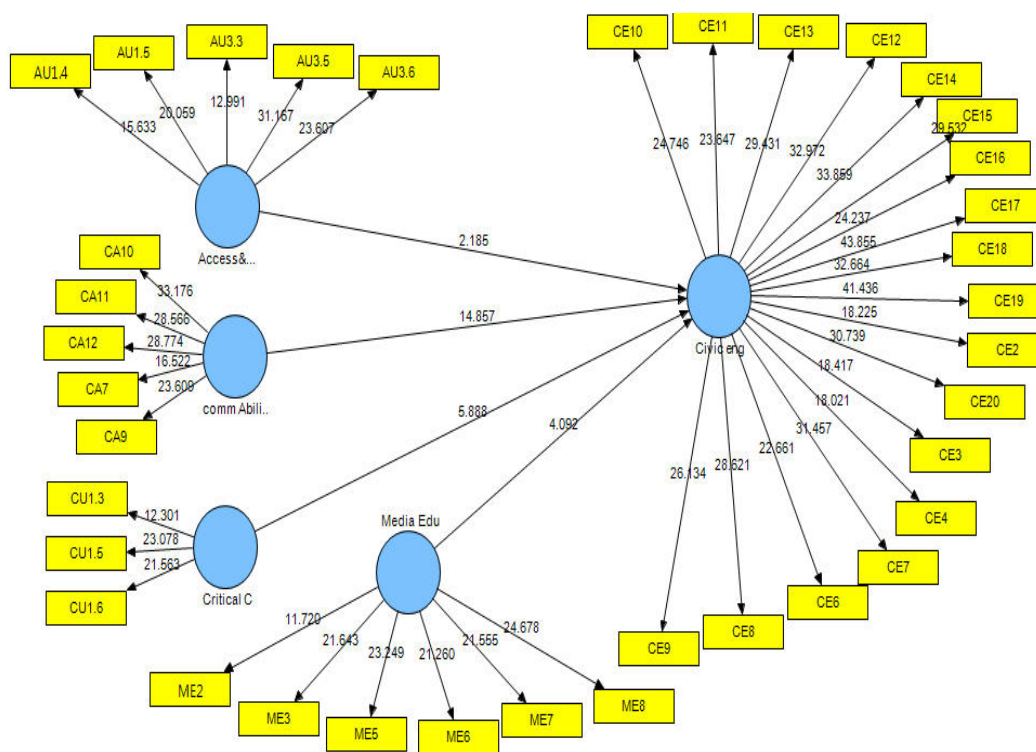 AU1.4
AU1.5
AU3.3
AU3.5
AU3.6
15.633
20.059
12.991
31.167
23.607
Access&...
CA10
CA11
CA12
CA7
CA9
33.176
28.566
28.774
16.522
23.609
comm Abili..
CU1.3
CU1.5
CU1.6
12.301
23.078
21.563
Critical C
Media Edu
11.720
21.643
23.249
21.260
21.555
24.678
ME2
ME3
ME5
ME6
ME7
ME8
2.185
14.857
5.888
4.092
Civic eng
CE10
CE11
CE13
CE12
CE14
CE15
CE16
CE17
CE18
CE19
CE2
CE20
CE3
CE4
CE7
CE6
CE8
CE9
24.746
23.647
29.431
32.972
33.859
29.532
24.237
43.855
32.664
41.436
18.225
30.739
18.417
18.021
31.457
22.661
28.621
26.134